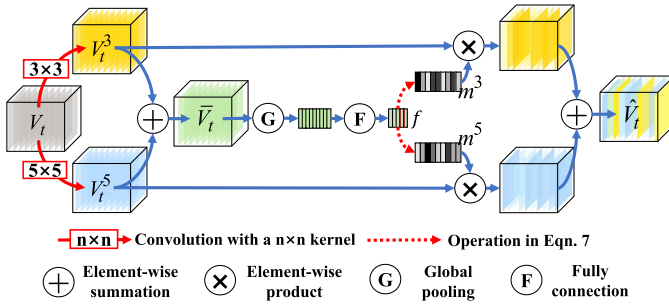 V_t^3
3×3
m^3
V_t
V̄_t
G
F
f
V̂_t
5×5
m^5
V_t^5
n×n Convolution with a n×n kernel
Operation in Eqn. 7
Element-wise summation
Element-wise product
G Global pooling
F Fully connection